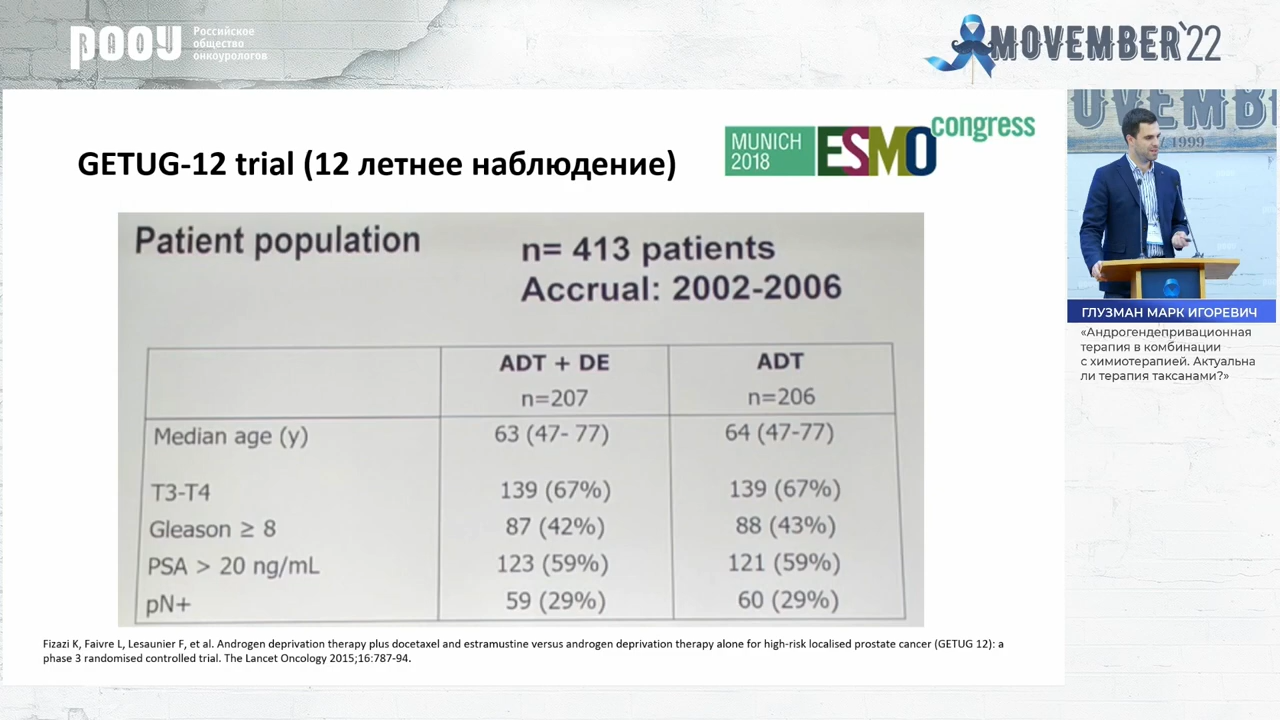 РООУ
Российское
общество
онкоурологов
MOVEMBER'22
GETUG-12 trial (12 летнее наблюдение)
MUNICH
2018
ESMO
congress
Patient population
n= 413 patients
Accrual: 2002-2006
ADT + DE
ADT
n=207
n=206
Median age (y)
63 (47- 77)
64 (47-77)
T3-T4
139 (67%)
139 (67%)
Gleason ≥ 8
87 (42%)
88 (43%)
PSA > 20 ng/mL
123 (59%)
121 (59%)
pN+
59 (29%)
60 (29%)
Fizazi K, Faivre L, Lesaunier F, et al. Androgen deprivation therapy plus docetaxel and estramustine versus androgen deprivation therapy alone for high-risk localised prostate cancer (GETUG 12): a
phase 3 randomised controlled trial. The Lancet Oncology 2015;16:787-94.
OVEMB
1999
ГЛУЗМАН МАРК ИГОРЕВИЧ
«Андрогендепривационная
терапия в комбинации
с химиотерапией. Актуальна
ли терапия таксанами?»